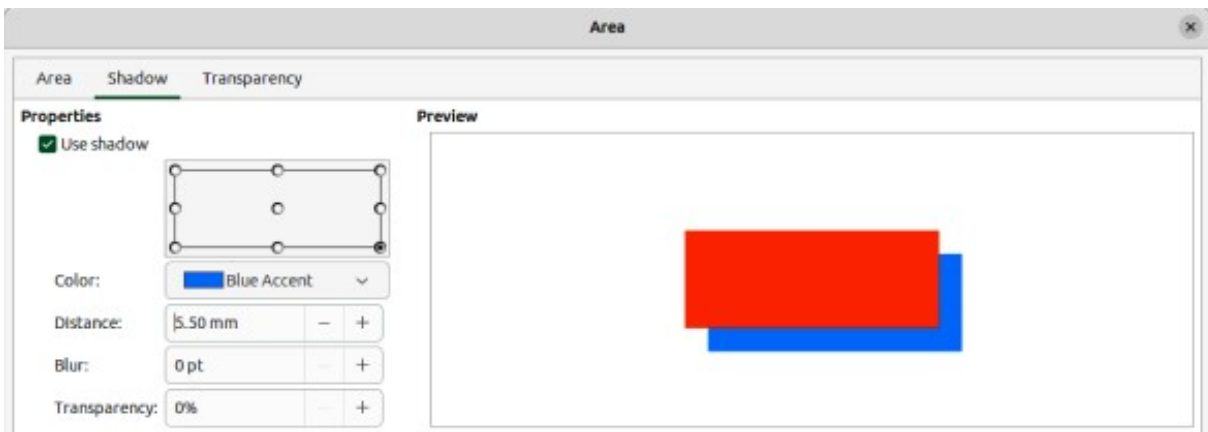 Area
Area Shadow Transparency
Properties
Use shadow
Color: Blue Accent
Distance: 5.50 mm − +
Blur: 0 pt − +
Transparency: 0% − +
Preview